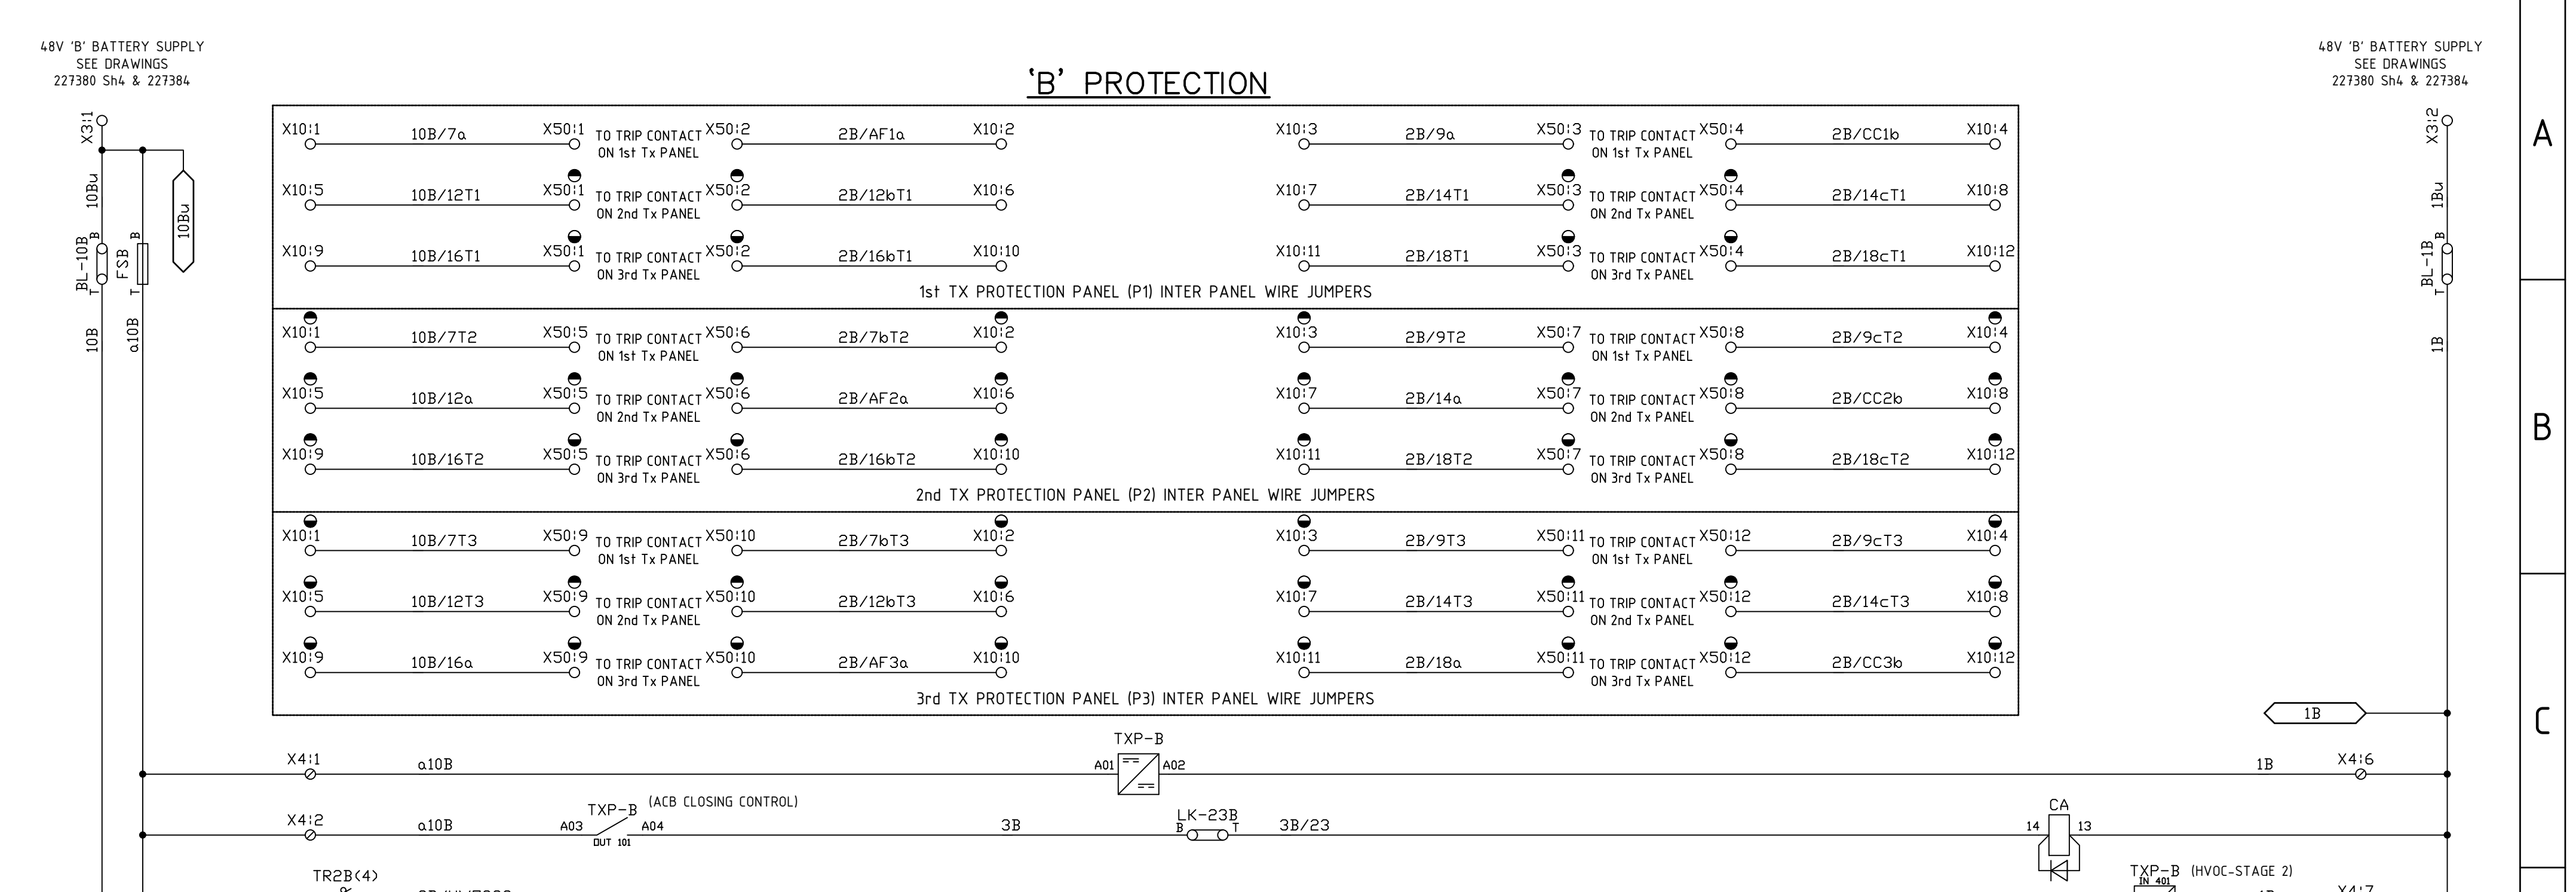 48V 'B' BATTERY SUPPLY
SEE DRAWINGS
227380 Sh4 & 227384
'B' PROTECTION
48V 'B' BATTERY SUPPLY
SEE DRAWINGS
227380 Sh4 & 227384
X3:1
10Bu
BL-10B
B
T
10B
FSB
B
T
a10B
10Bu
X3:2
1Bu
BL-1B
B
T
1B
A
B
C
X10:1 10B/7a X50:1 TO TRIP CONTACT X50:2 2B/AF1a X10:2 X10:3 2B/9a X50:3 TO TRIP CONTACT X50:4 2B/CC1b X10:4
ON 1st Tx PANEL ON 1st Tx PANEL
X10:5 10B/12T1 X50:1 TO TRIP CONTACT X50:2 2B/12bT1 X10:6 X10:7 2B/14T1 X50:3 TO TRIP CONTACT X50:4 2B/14cT1 X10:8
ON 2nd Tx PANEL ON 2nd Tx PANEL
X10:9 10B/16T1 X50:1 TO TRIP CONTACT X50:2 2B/16bT1 X10:10 X10:11 2B/18T1 X50:3 TO TRIP CONTACT X50:4 2B/18cT1 X10:12
ON 3rd Tx PANEL ON 3rd Tx PANEL
1st TX PROTECTION PANEL (P1) INTER PANEL WIRE JUMPERS
X10:1 10B/7T2 X50:5 TO TRIP CONTACT X50:6 2B/7bT2 X10:2 X10:3 2B/9T2 X50:7 TO TRIP CONTACT X50:8 2B/9cT2 X10:4
ON 1st Tx PANEL ON 1st Tx PANEL
X10:5 10B/12a X50:5 TO TRIP CONTACT X50:6 2B/AF2a X10:6 X10:7 2B/14a X50:7 TO TRIP CONTACT X50:8 2B/CC2b X10:8
ON 2nd Tx PANEL ON 2nd Tx PANEL
X10:9 10B/16T2 X50:5 TO TRIP CONTACT X50:6 2B/16bT2 X10:10 X10:11 2B/18T2 X50:7 TO TRIP CONTACT X50:8 2B/18cT2 X10:12
ON 3rd Tx PANEL ON 3rd Tx PANEL
2nd TX PROTECTION PANEL (P2) INTER PANEL WIRE JUMPERS
X10:1 10B/7T3 X50:9 TO TRIP CONTACT X50:10 2B/7bT3 X10:2 X10:3 2B/9T3 X50:11 TO TRIP CONTACT X50:12 2B/9cT3 X10:4
ON 1st Tx PANEL ON 1st Tx PANEL
X10:5 10B/12T3 X50:9 TO TRIP CONTACT X50:10 2B/12bT3 X10:6 X10:7 2B/14T3 X50:11 TO TRIP CONTACT X50:12 2B/14cT3 X10:8
ON 2nd Tx PANEL ON 2nd Tx PANEL
X10:9 10B/16a X50:9 TO TRIP CONTACT X50:10 2B/AF3a X10:10 X10:11 2B/18a X50:11 TO TRIP CONTACT X50:12 2B/CC3b X10:12
ON 3rd Tx PANEL ON 3rd Tx PANEL
3rd TX PROTECTION PANEL (P3) INTER PANEL WIRE JUMPERS
1B
TXP-B
X4:1 a10B A01 A02 1B X4:6
TXP-B (ACB CLOSING CONTROL)
X4:2 a10B A03 A04 3B
OUT 101
LK-23B
B T 3B/23
CA
14 13
TR2B(4)
TXP-B (HVOC-STAGE 2)
IN 401